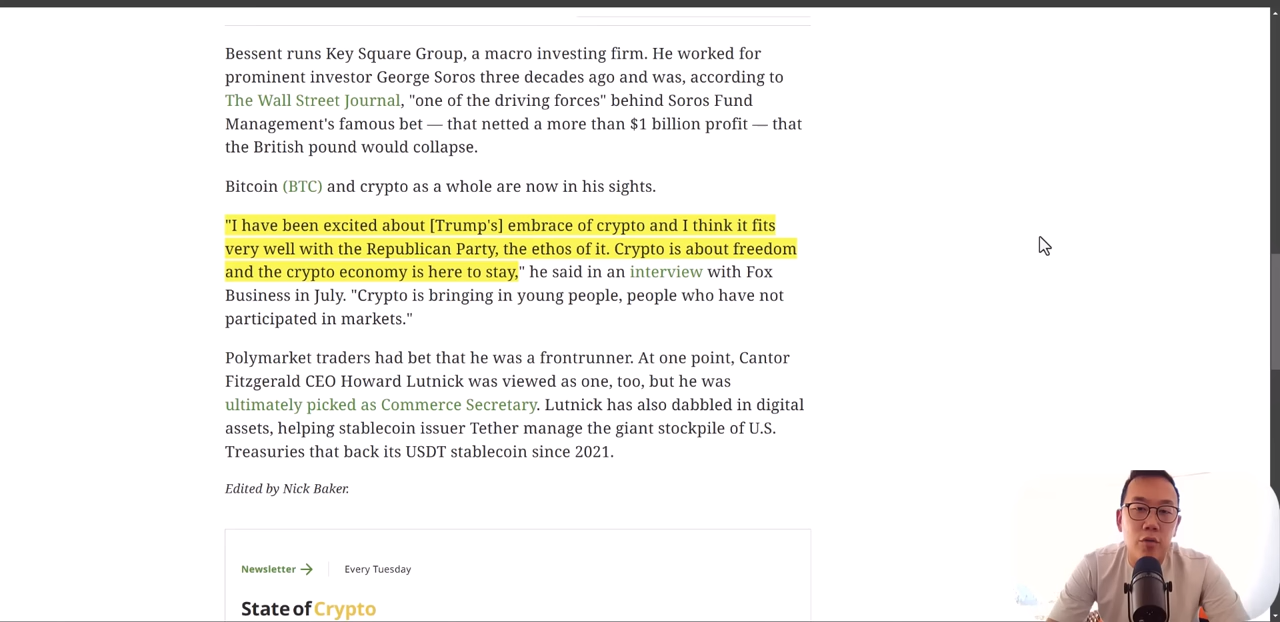 Bessent runs Key Square Group, a macro investing firm. He worked for
prominent investor George Soros three decades ago and was, according to
The Wall Street Journal, "one of the driving forces" behind Soros Fund
Management's famous bet — that netted a more than $1 billion profit — that
the British pound would collapse.
Bitcoin (BTC) and crypto as a whole are now in his sights.
"I have been excited about [Trump's] embrace of crypto and I think it fits
very well with the Republican Party, the ethos of it. Crypto is about freedom
and the crypto economy is here to stay," he said in an interview with Fox
Business in July. "Crypto is bringing in young people, people who have not
participated in markets."
Polymarket traders had bet that he was a frontrunner. At one point, Cantor
Fitzgerald CEO Howard Lutnick was viewed as one, too, but he was
ultimately picked as Commerce Secretary. Lutnick has also dabbled in digital
assets, helping stablecoin issuer Tether manage the giant stockpile of U.S.
Treasuries that back its USDT stablecoin since 2021.
Edited by Nick Baker.
Newsletter → Every Tuesday
State of Crypto